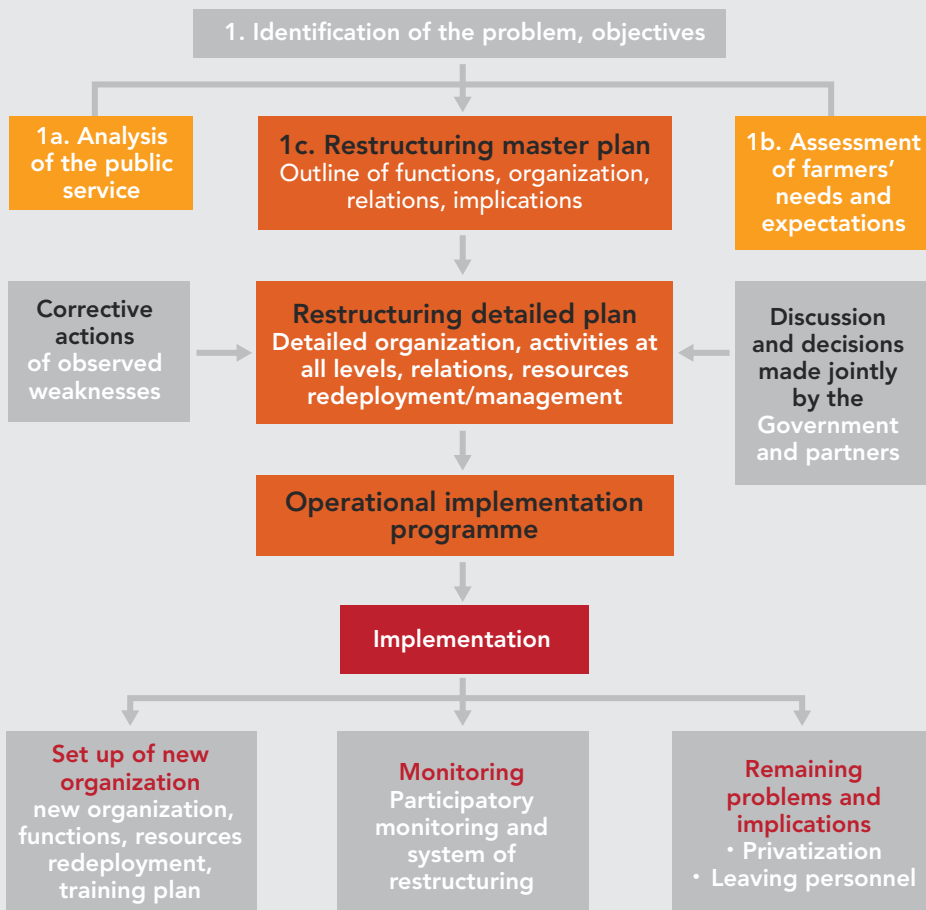 1. Identification of the problem, objectives
1a. Analysis
of the public
service
1c. Restructuring master plan
Outline of functions, organization,
relations, implications
1b. Assessment
of farmers’
needs and
expectations
Corrective
actions
of observed
weaknesses
Restructuring detailed plan
Detailed organization, activities at
all levels, relations, resources
redeployment/management
Discussion
and decisions
made jointly
by the
Government
and partners
Operational implementation
programme
Implementation
Set up of new
organization
new organization,
functions, resources
redeployment,
training plan
Monitoring
Participatory
monitoring and
system of
restructuring
Remaining
problems and
implications
· Privatization
· Leaving personnel